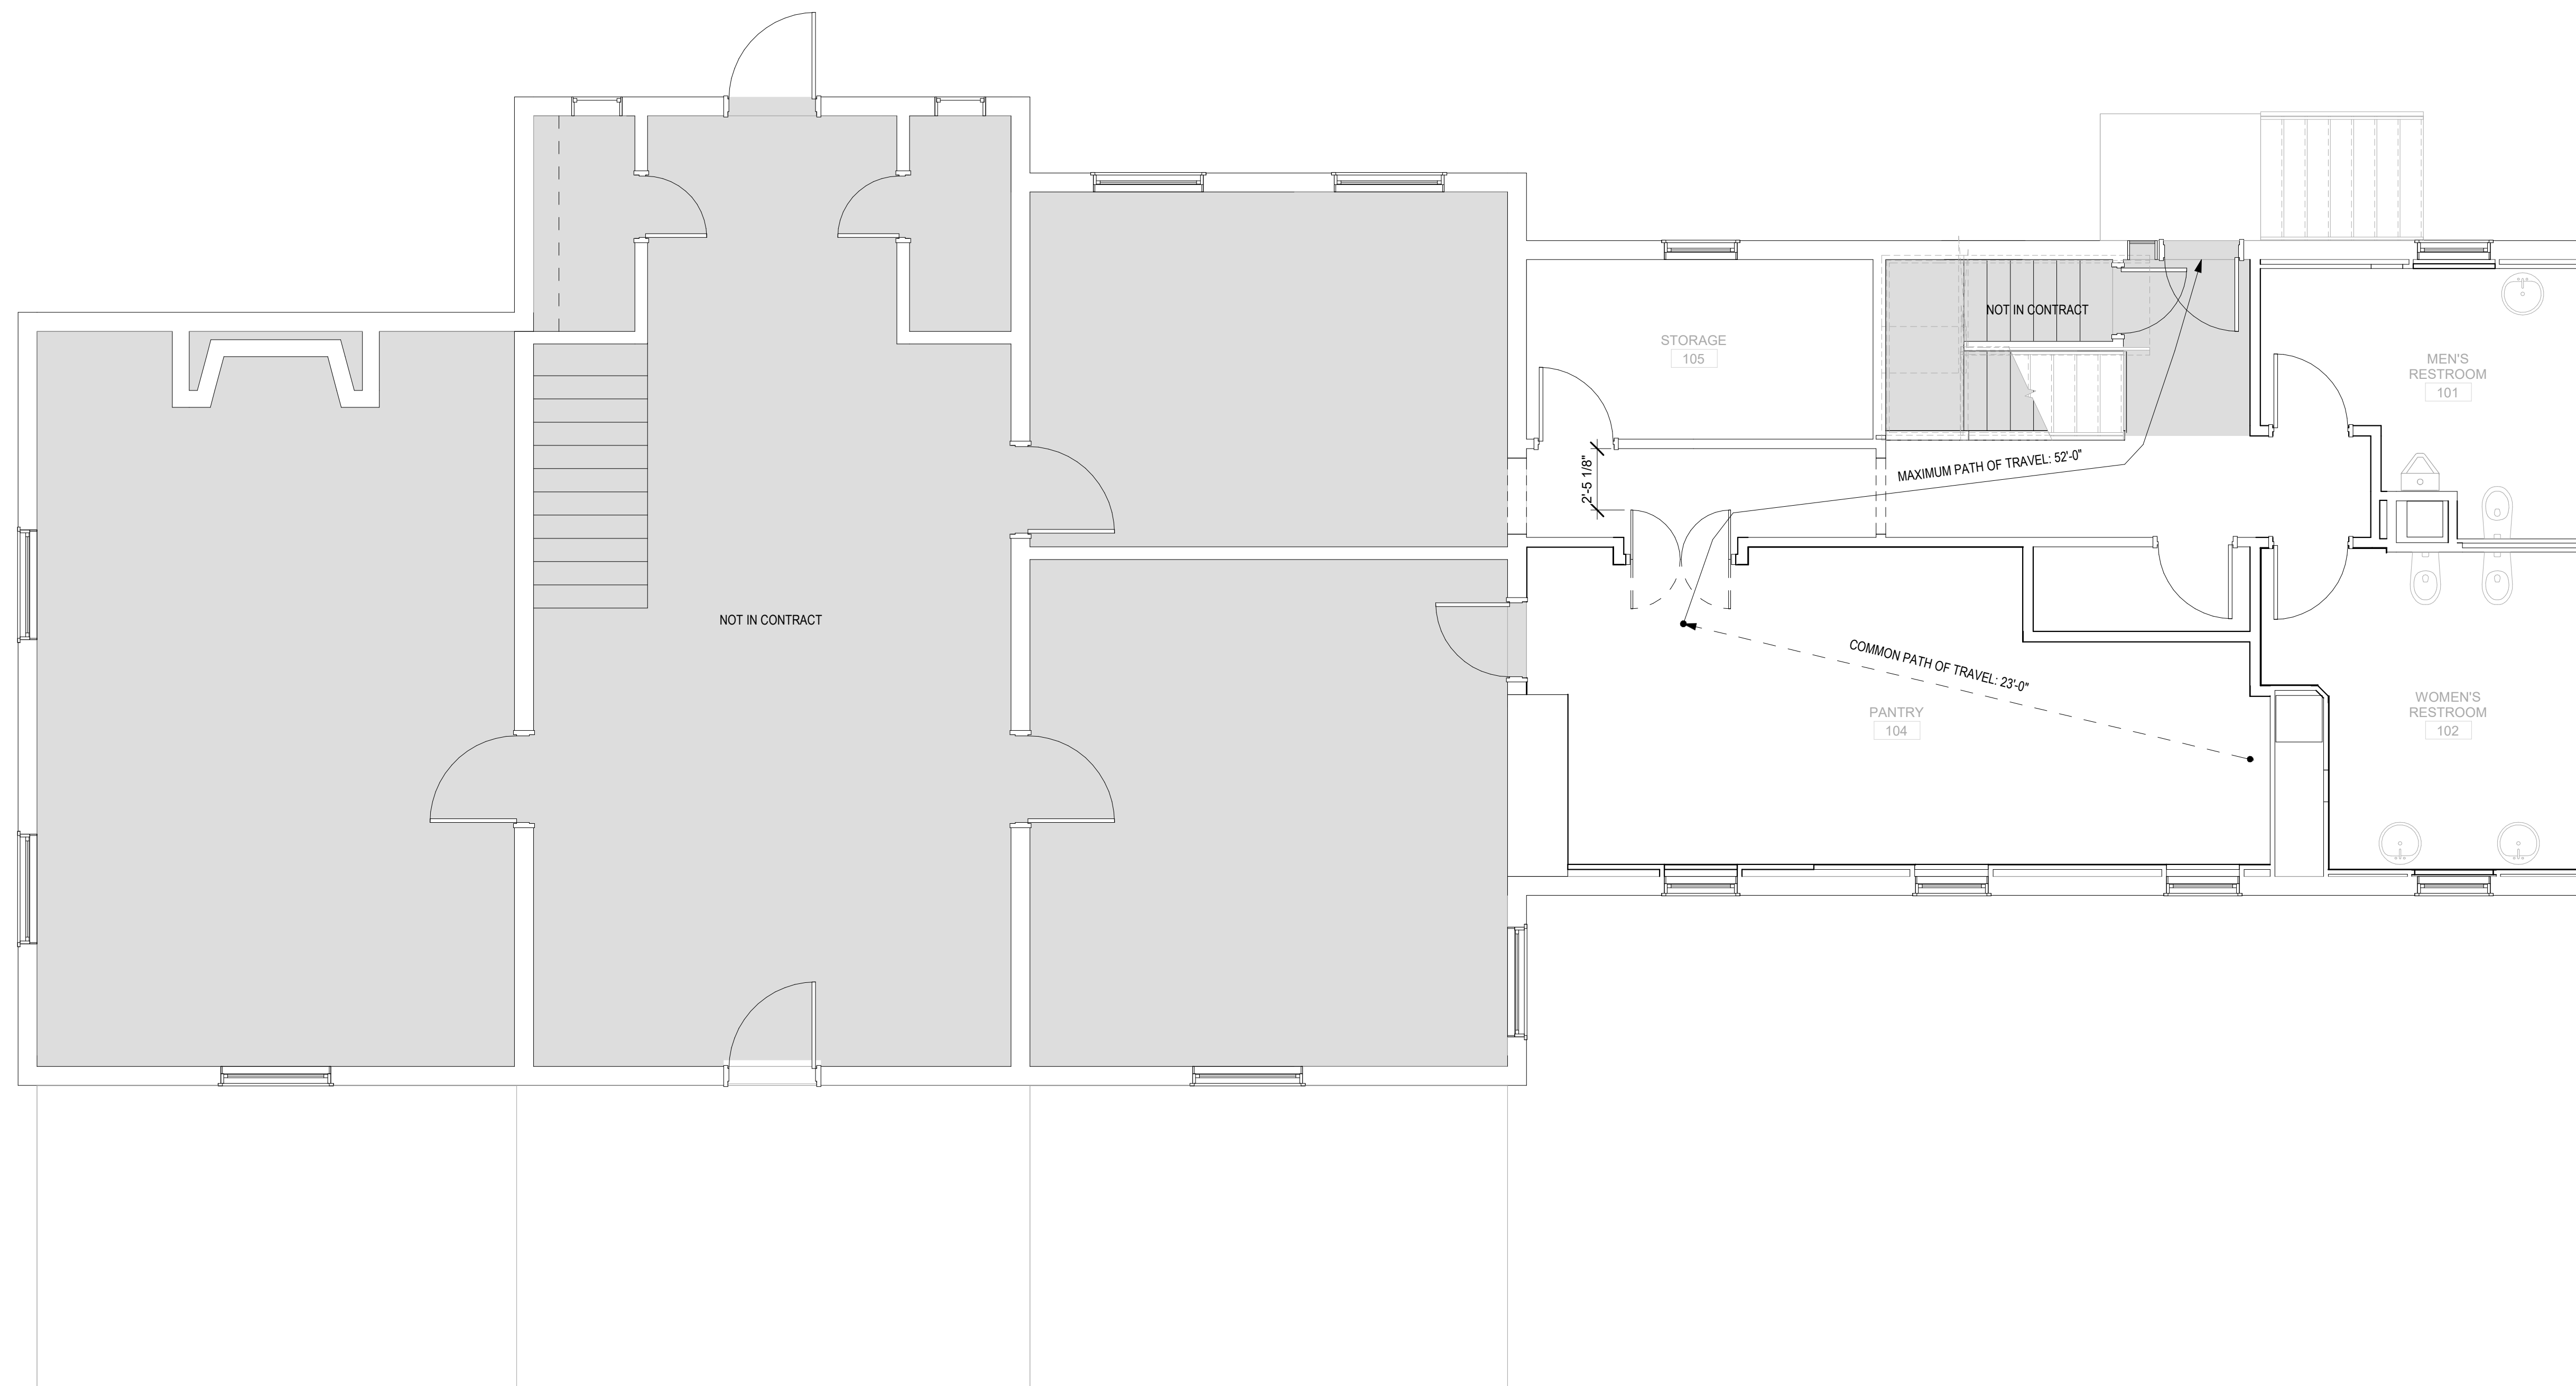 NOT IN CONTRACT
STORAGE
105
MEN'S
RESTROOM
101
2'-5 1/8"
MAXIMUM PATH OF TRAVEL: 52'-0"
NOT IN CONTRACT
COMMON PATH OF TRAVEL: 23'-0"
PANTRY
104
WOMEN'S
RESTROOM
102